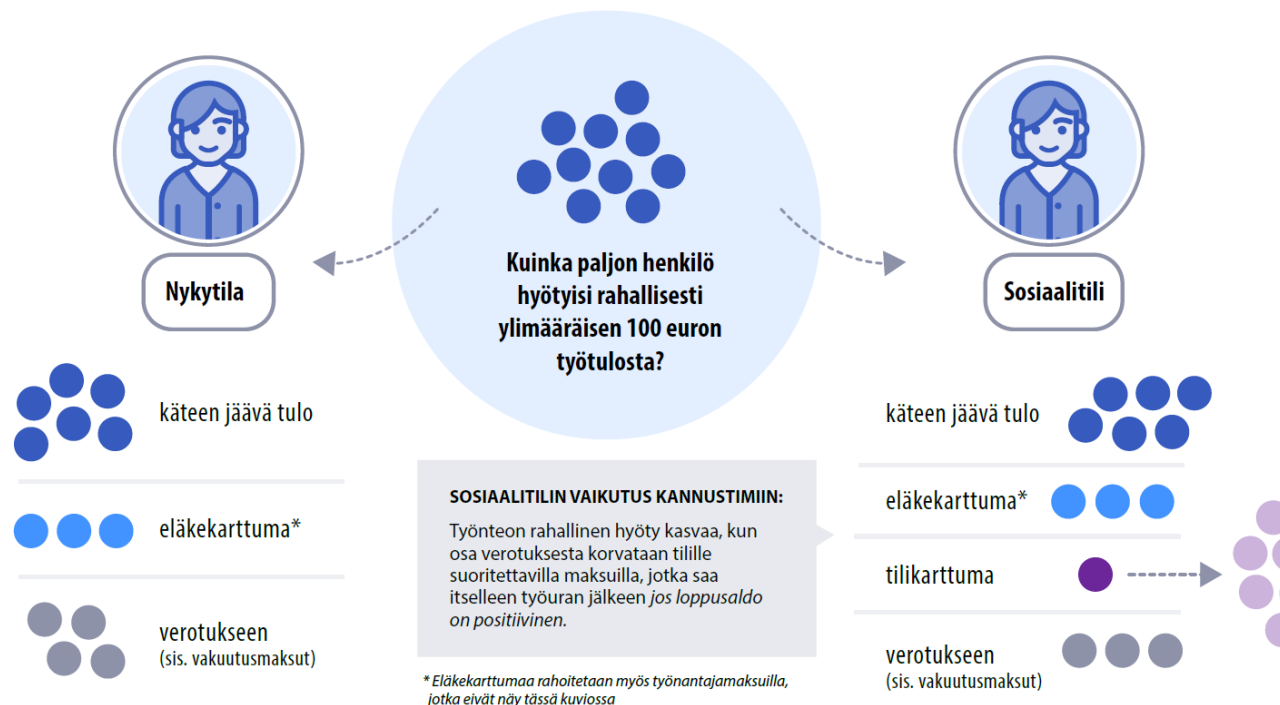 Kuinka paljon henkilö
hyötyisi rahallisesti
ylimääräisen 100 euron
työtulosta?
Nykytila
käteen jäävä tulo
eläkekarttuma*
verotukseen
(sis. vakuutusmaksut)
SOSIAALITILIN VAIKUTUS KANNUSTIMIIN:
Työnteon rahallinen hyöty kasvaa, kun
osa verotuksesta korvataan tilille
suoritettavilla maksuilla, jotka saa
itselleen työuran jälkeen jos loppusaldo
on positiivinen.
* Eläkekarttumaa rahoitetaan myös työnantajamaksuilla,
jotka eivät näy tässä kuviossa
Sosiaalitili
käteen jäävä tulo
eläkekarttuma*
tilikarttuma
verotukseen
(sis. vakuutusmaksut)